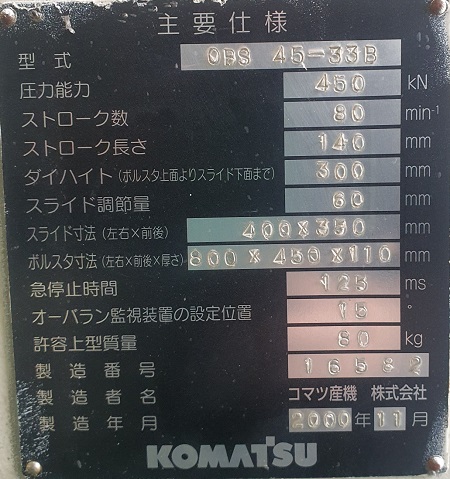 主要仕様
型式 OBS 45-33B
圧力能力 450 kN
ストローク数 80 min-1
ストローク長さ 140 mm
ダイハイト(ボルスタ上面よりスライド下面まで) 300 mm
スライド調節量 60 mm
スライド寸法(左右×前後) 400×350 mm
ボルスタ寸法(左右×前後×厚さ) 800×450×110 mm
急停止時間 125 ms
オーバラン監視装置の設定位置 15 °
許容上型質量 80 kg
製造番号 16582
製造者名 コマツ産機 株式会社
製造年月 2000年11月
KOMATSU